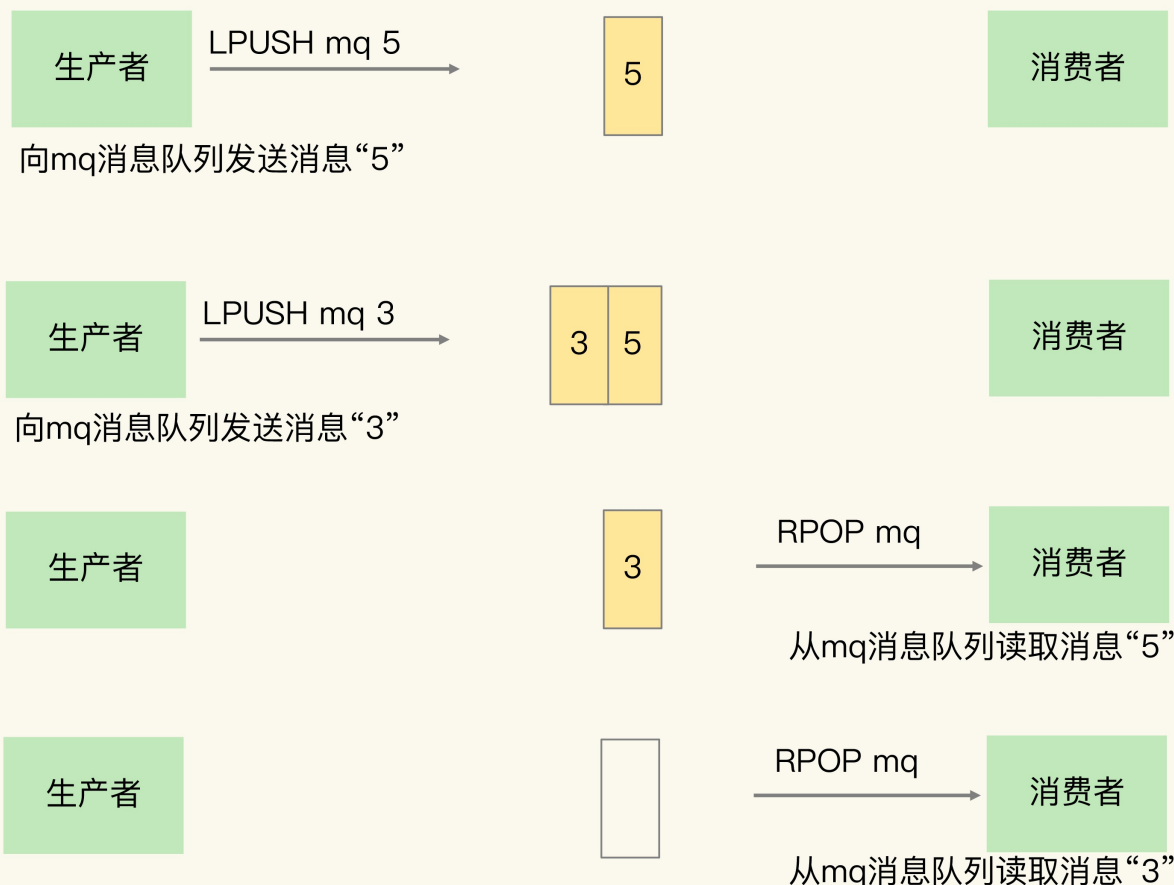 生产者
LPUSH mq 5
5
消费者
向mq消息队列发送消息“5”
生产者
LPUSH mq 3
3 5
消费者
向mq消息队列发送消息“3”
生产者
3
RPOP mq
消费者
从mq消息队列读取消息“5”
生产者
RPOP mq
消费者
从mq消息队列读取消息“3”